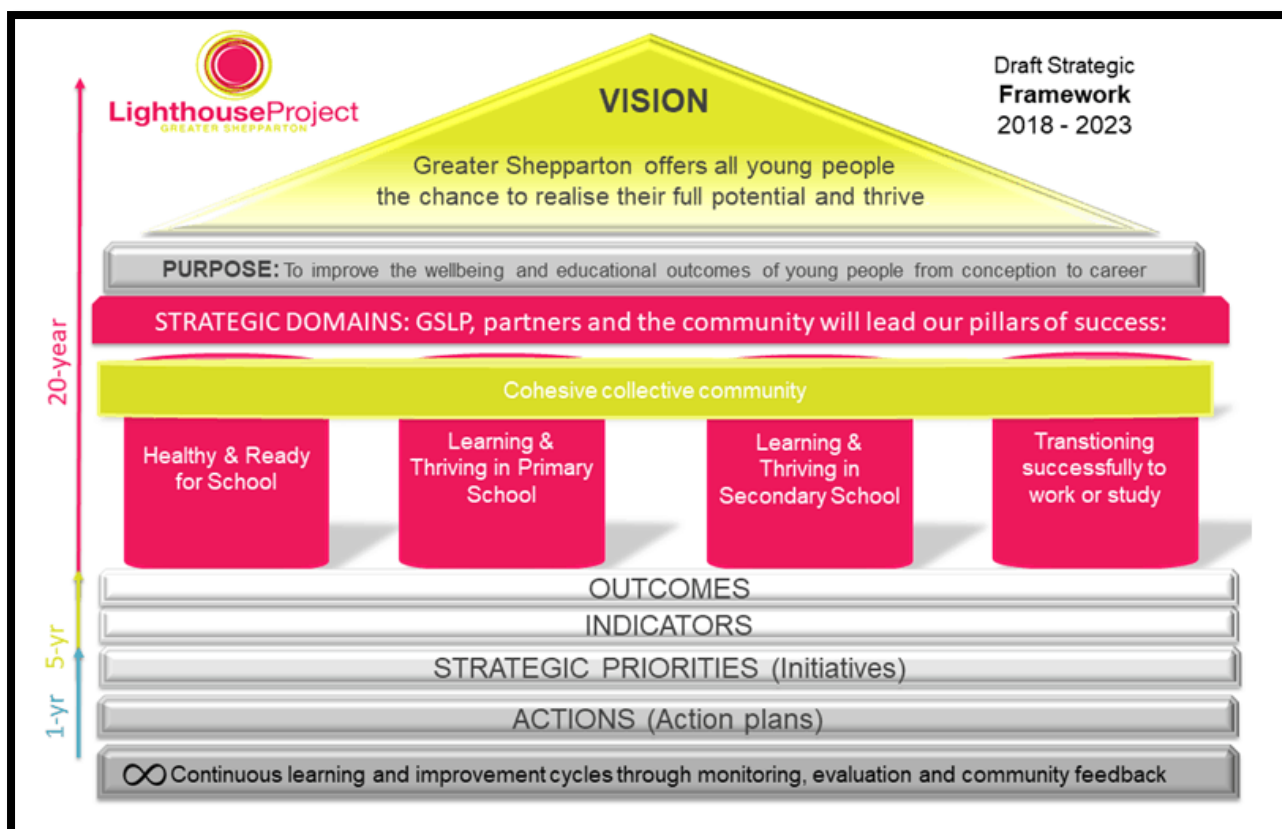 LighthouseProject
GREATER SHEPPARTON
Draft Strategic
Framework
2018 - 2023
VISION
Greater Shepparton offers all young people
the chance to realise their full potential and thrive
PURPOSE: To improve the wellbeing and educational outcomes of young people from conception to career
STRATEGIC DOMAINS: GSLP, partners and the community will lead our pillars of success:
Cohesive collective community
Healthy & Ready
for School
Learning &
Thriving in Primary
School
Learning &
Thriving in
Secondary School
Transtioning
successfully to
work or study
OUTCOMES
INDICATORS
STRATEGIC PRIORITIES (Initiatives)
ACTIONS (Action plans)
∞ Continuous learning and improvement cycles through monitoring, evaluation and community feedback
20-year
5-yr
1-yr